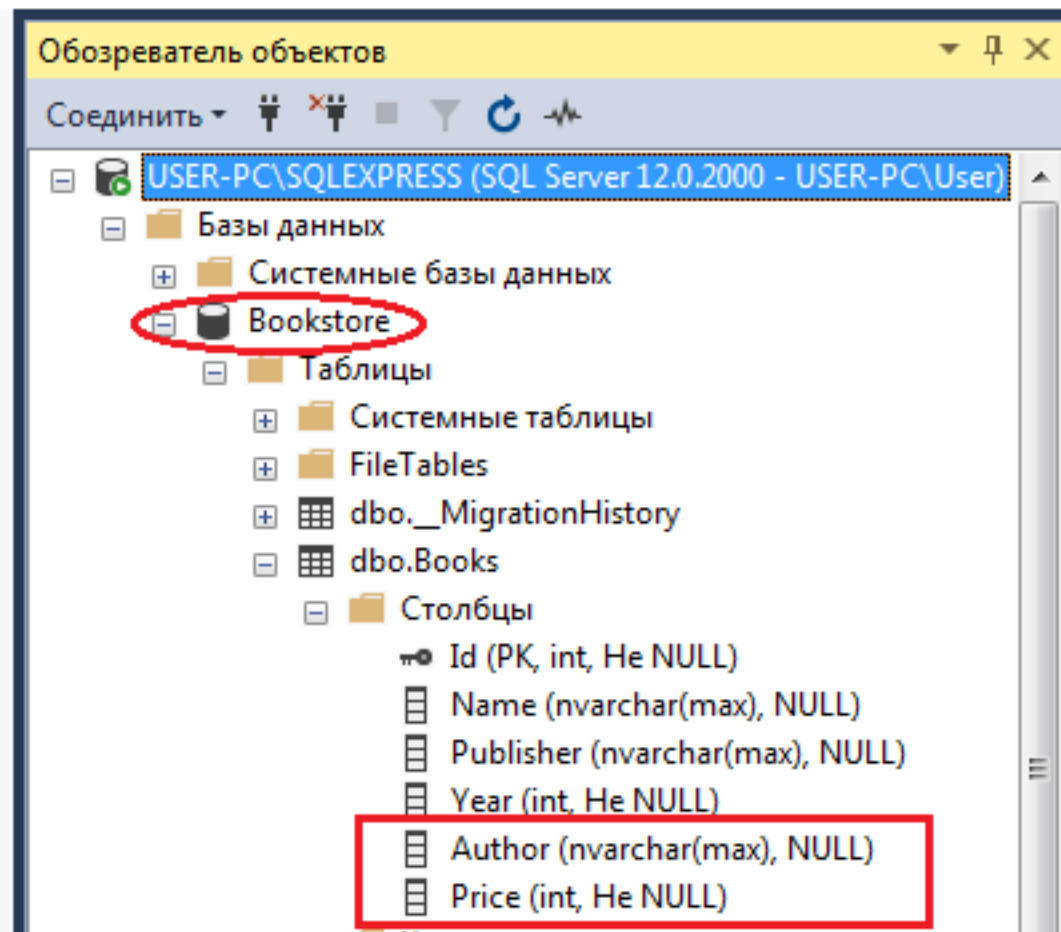 Обозреватель объектов
Соединить
USER-PC\SQLEXPRESS (SQL Server 12.0.2000 - USER-PC\User)
Базы данных
Системные базы данных
Bookstore
Таблицы
Системные таблицы
FileTables
dbo.__MigrationHistory
dbo.Books
Столбцы
Id (PK, int, Не NULL)
Name (nvarchar(max), NULL)
Publisher (nvarchar(max), NULL)
Year (int, Не NULL)
Author (nvarchar(max), NULL)
Price (int, Не NULL)